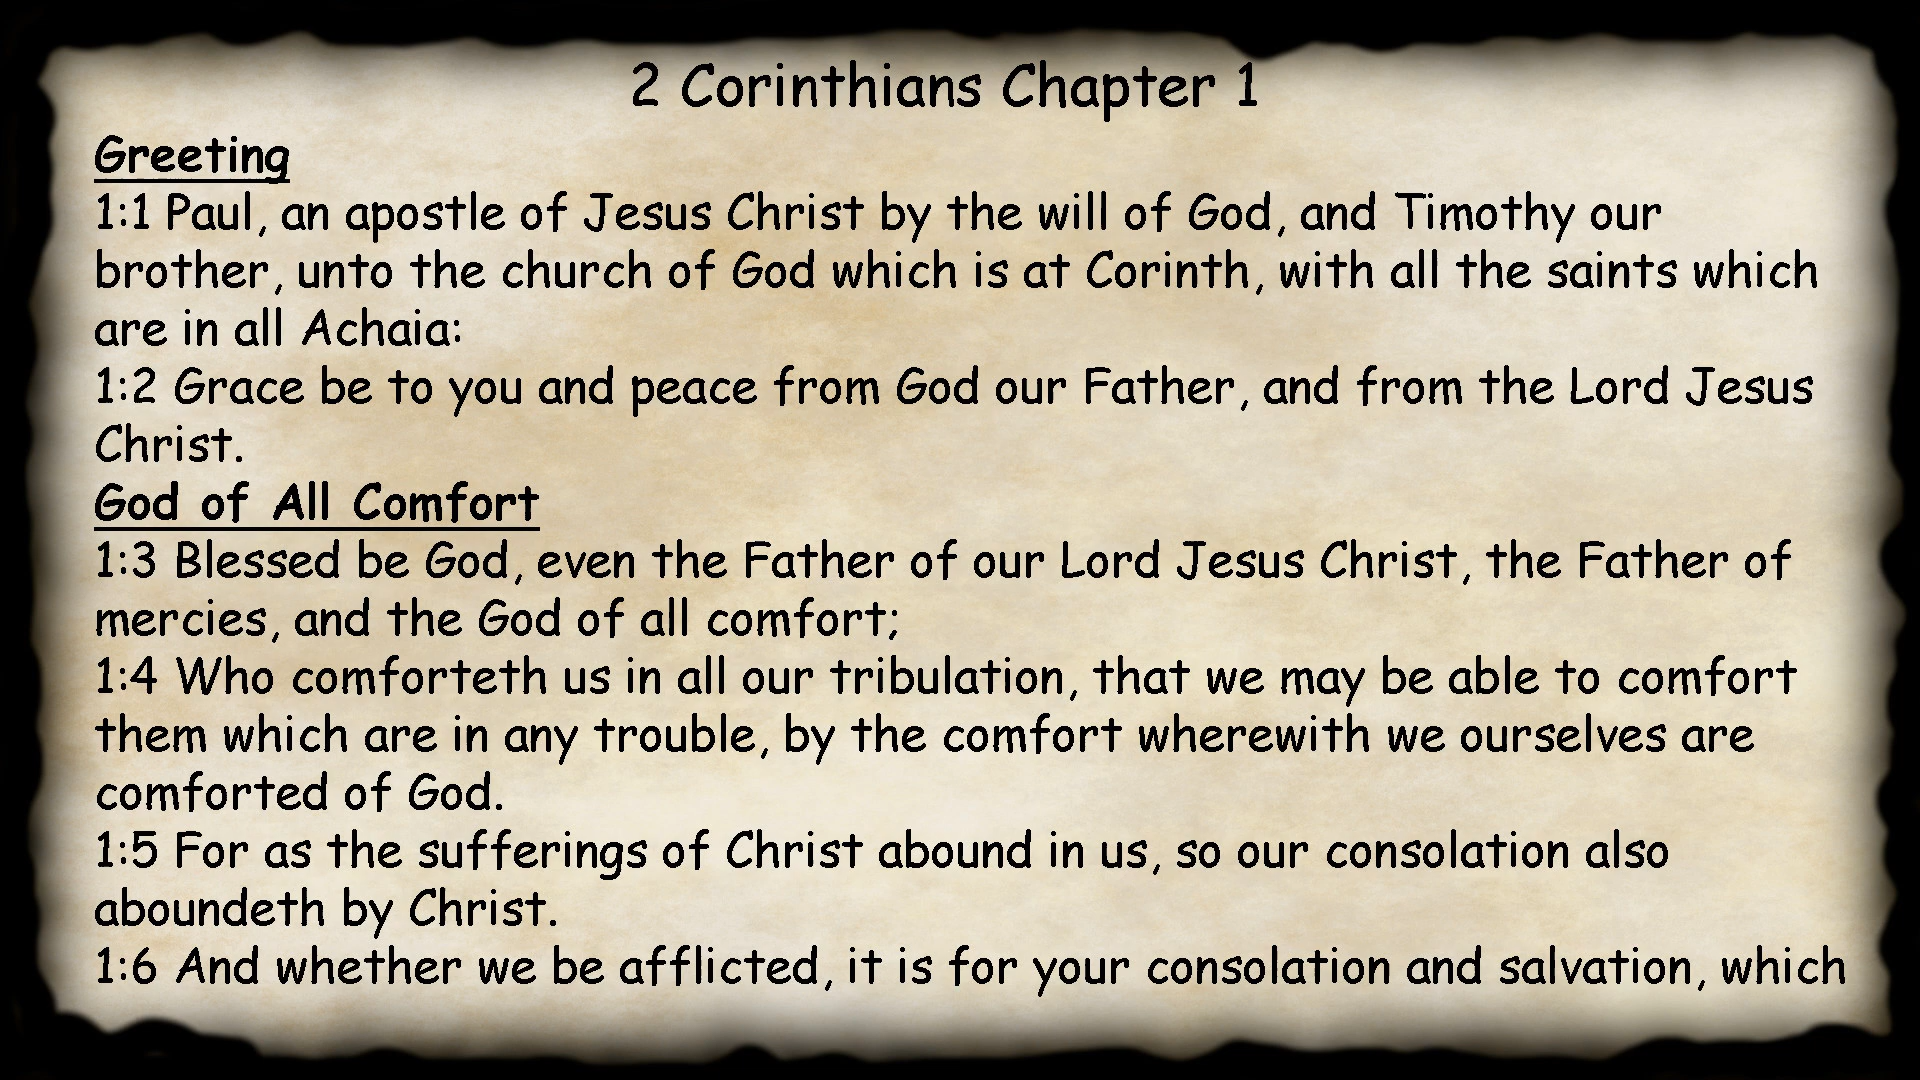 2 Corinthians Chapter 1
Greeting
1:1 Paul, an apostle of Jesus Christ by the will of God, and Timothy our
brother, unto the church of God which is at Corinth, with all the saints which
are in all Achaia:
1:2 Grace be to you and peace from God our Father, and from the Lord Jesus
Christ.
God of All Comfort
1:3 Blessed be God, even the Father of our Lord Jesus Christ, the Father of
mercies, and the God of all comfort;
1:4 Who comforteth us in all our tribulation, that we may be able to comfort
them which are in any trouble, by the comfort wherewith we ourselves are
comforted of God.
1:5 For as the sufferings of Christ abound in us, so our consolation also
aboundeth by Christ.
1:6 And whether we be afflicted, it is for your consolation and salvation, which